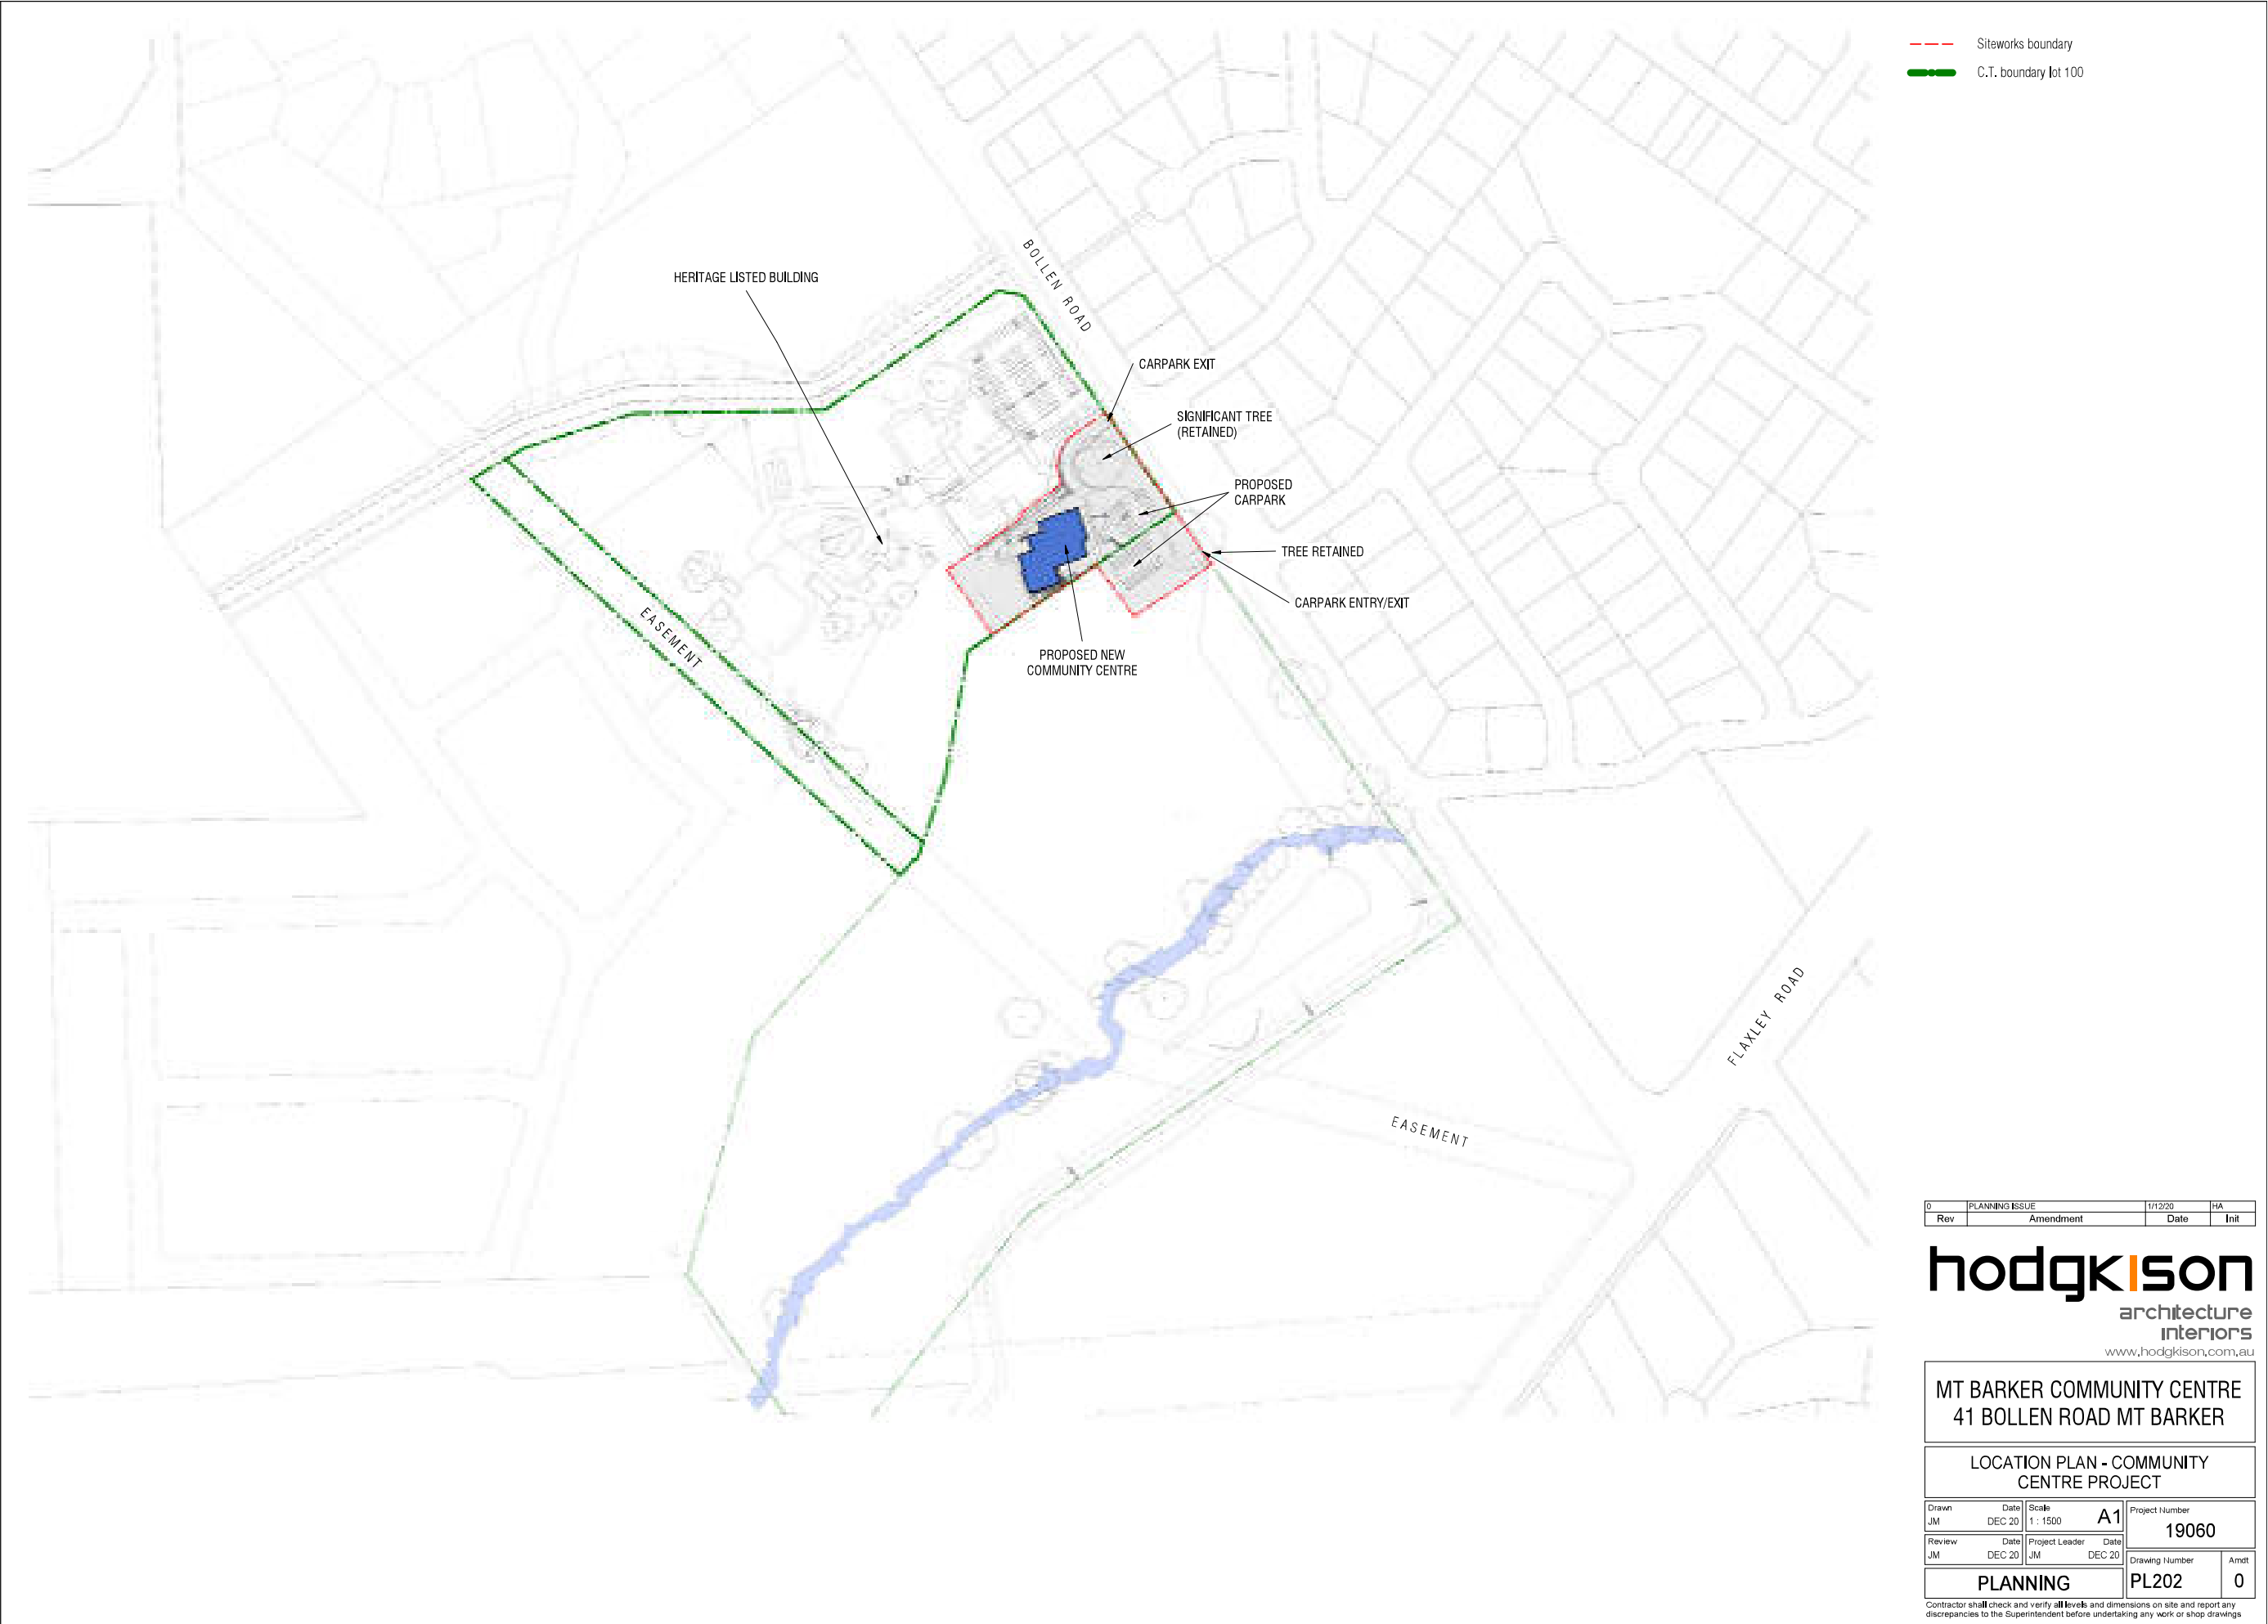 Siteworks boundary
C.T. boundary lot 100
BOLLEN ROAD
HERITAGE LISTED BUILDING
CARPARK EXIT
SIGNIFICANT TREE
(RETAINED)
PROPOSED
CARPARK
TREE RETAINED
CARPARK ENTRY/EXIT
EASEMENT
PROPOSED NEW
COMMUNITY CENTRE
FLAXLEY ROAD
EASEMENT
0 PLANNING ISSUE 1/12/20 HA
Rev Amendment Date Init
hodgkison
architecture
interiors
www.hodgkison.com.au
MT BARKER COMMUNITY CENTRE
41 BOLLEN ROAD MT BARKER
LOCATION PLAN - COMMUNITY
CENTRE PROJECT
Drawn Date Scale A1 Project Number
JM DEC 20 1 : 1500 19060
Review Date Project Leader Date
JM DEC 20 JM DEC 20 Drawing Number Amdt
PLANNING PL202 0
Contractor shall check and verify all levels and dimensions on site and report any
discrepancies to the Superintendent before undertaking any work or shop drawings